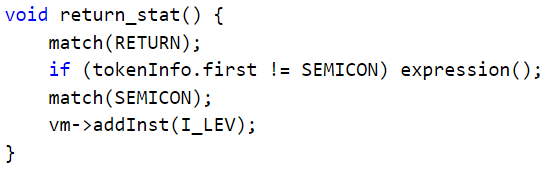 void return_stat() {
    match(RETURN);
    if (tokenInfo.first != SEMICON) expression();
    match(SEMICON);
    vm->addInst(I_LEV);
}